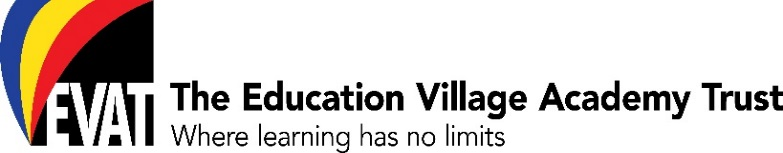 EVAT
The Education Village Academy Trust
Where learning has no limits